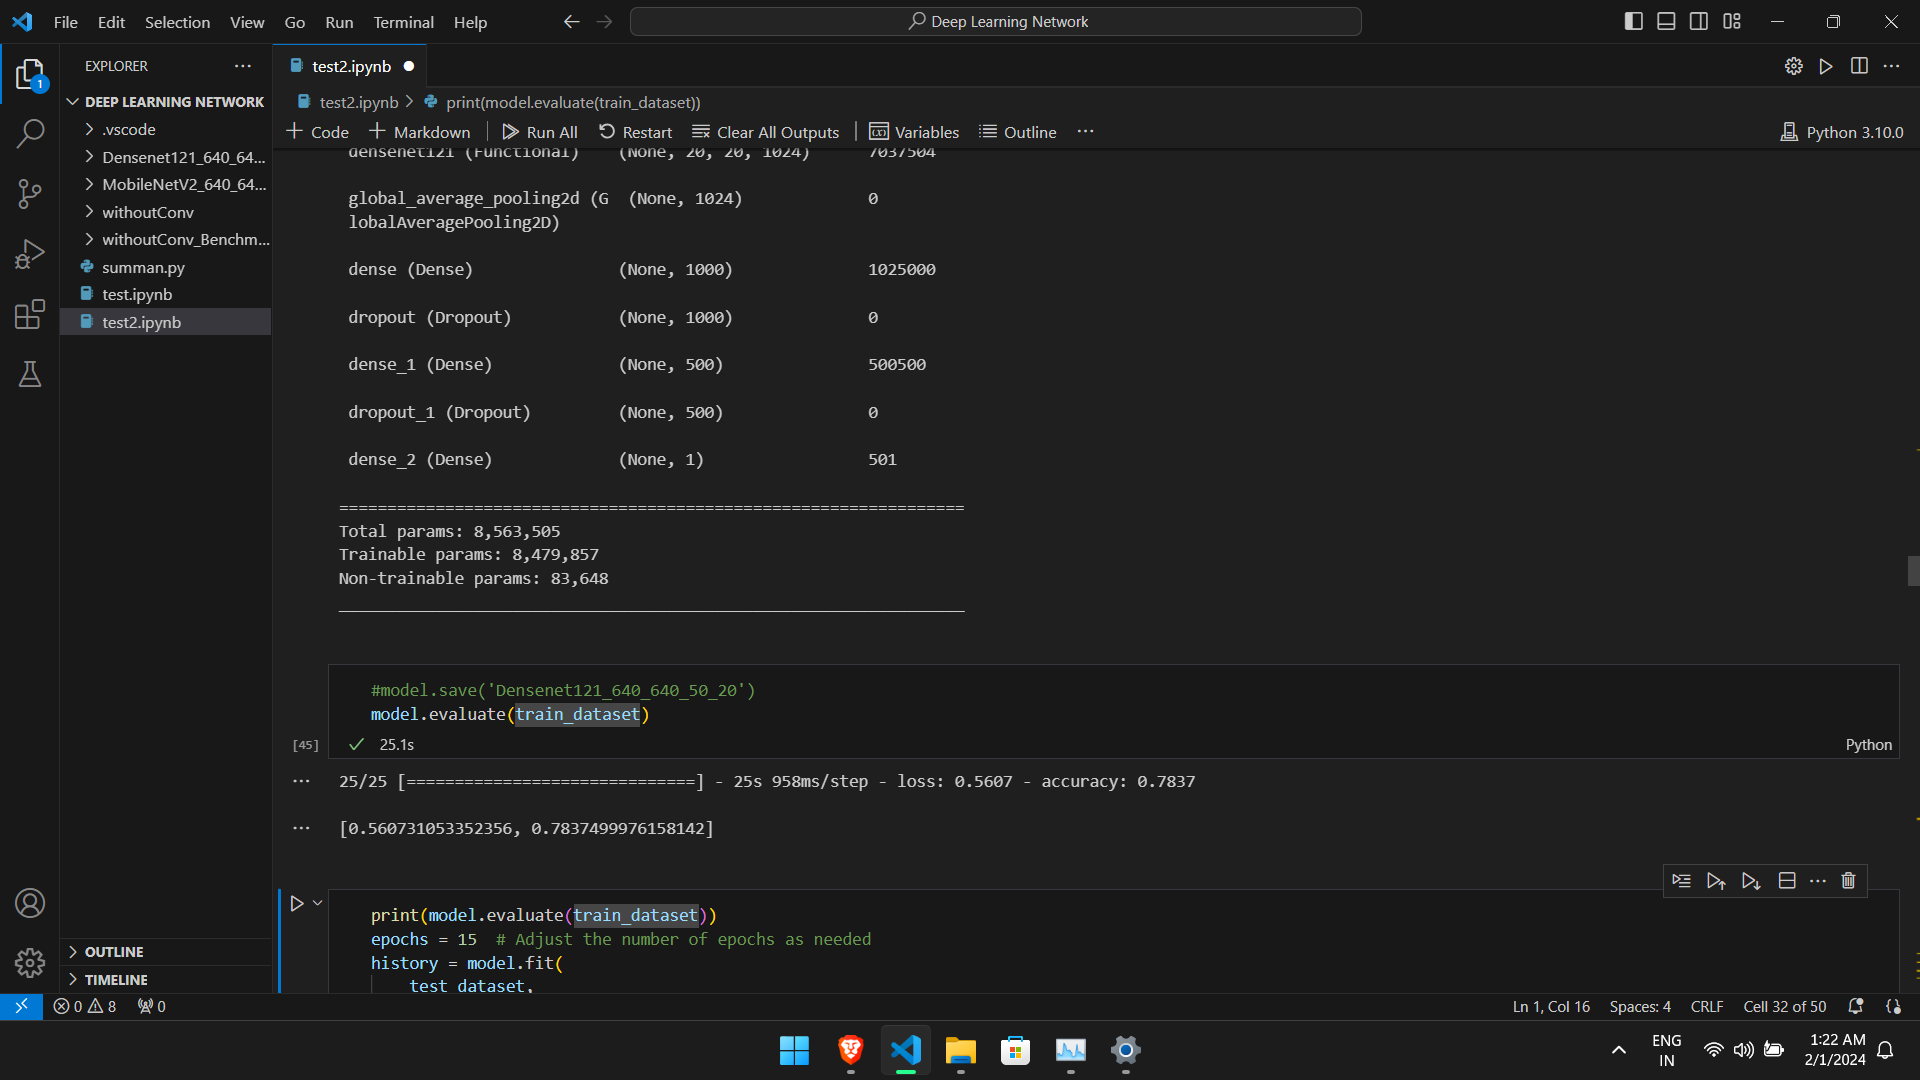 File Edit Selection View Go Run Terminal Help
Deep Learning Network
EXPLORER
1
DEEP LEARNING NETWORK
.vscode
Densenet121_640_64...
MobileNetV2_640_64...
withoutConv
withoutConv_Benchm...
summan.py
test.ipynb
test2.ipynb
OUTLINE
TIMELINE
test2.ipynb
test2.ipynb > print(model.evaluate(train_dataset))
+ Code + Markdown Run All Restart Clear All Outputs Variables Outline ...
Python 3.10.0
densenet121 (Functional) (None, 20, 20, 1024) 7037504
global_average_pooling2d (G (None, 1024) 0
lobalAveragePooling2D)
dense (Dense) (None, 1000) 1025000
dropout (Dropout) (None, 1000) 0
dense_1 (Dense) (None, 500) 500500
dropout_1 (Dropout) (None, 500) 0
dense_2 (Dense) (None, 1) 501
=================================================================
Total params: 8,563,505
Trainable params: 8,479,857
Non-trainable params: 83,648
_________________________________________________________________
#model.save('Densenet121_640_640_50_20')
model.evaluate(train_dataset)
[45] 25.1s Python
... 25/25 [==============================] - 25s 958ms/step - loss: 0.5607 - accuracy: 0.7837
... [0.560731053352356, 0.7837499976158142]
print(model.evaluate(train_dataset))
epochs = 15  # Adjust the number of epochs as needed
history = model.fit(
test_dataset,
0 8 0
Ln 1, Col 16 Spaces: 4 CRLF Cell 32 of 50
ENG
IN
1:22 AM
2/1/2024